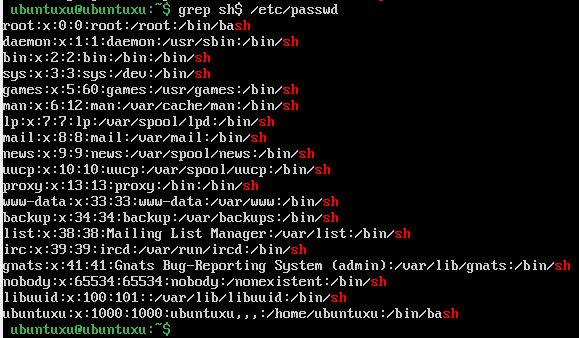 ubuntuxu@ubuntuxu:~$ grep sh$ /etc/passwd
root:x:0:0:root:/root:/bin/bash
daemon:x:1:1:daemon:/usr/sbin:/bin/sh
bin:x:2:2:bin:/bin:/bin/sh
sys:x:3:3:sys:/dev:/bin/sh
games:x:5:60:games:/usr/games:/bin/sh
man:x:6:12:man:/var/cache/man:/bin/sh
lp:x:7:7:lp:/var/spool/lpd:/bin/sh
mail:x:8:8:mail:/var/mail:/bin/sh
news:x:9:9:news:/var/spool/news:/bin/sh
uucp:x:10:10:uucp:/var/spool/uucp:/bin/sh
proxy:x:13:13:proxy:/bin:/bin/sh
www-data:x:33:33:www-data:/var/www:/bin/sh
backup:x:34:34:backup:/var/backups:/bin/sh
list:x:38:38:Mailing List Manager:/var/list:/bin/sh
irc:x:39:39:ircd:/var/run/ircd:/bin/sh
gnats:x:41:41:Gnats Bug-Reporting System (admin):/var/lib/gnats:/bin/sh
nobody:x:65534:65534:nobody:/nonexistent:/bin/sh
libuuid:x:100:101::/var/lib/libuuid:/bin/sh
ubuntuxu:x:1000:1000:ubuntuxu,,,:/home/ubuntuxu:/bin/bash
ubuntuxu@ubuntuxu:~$